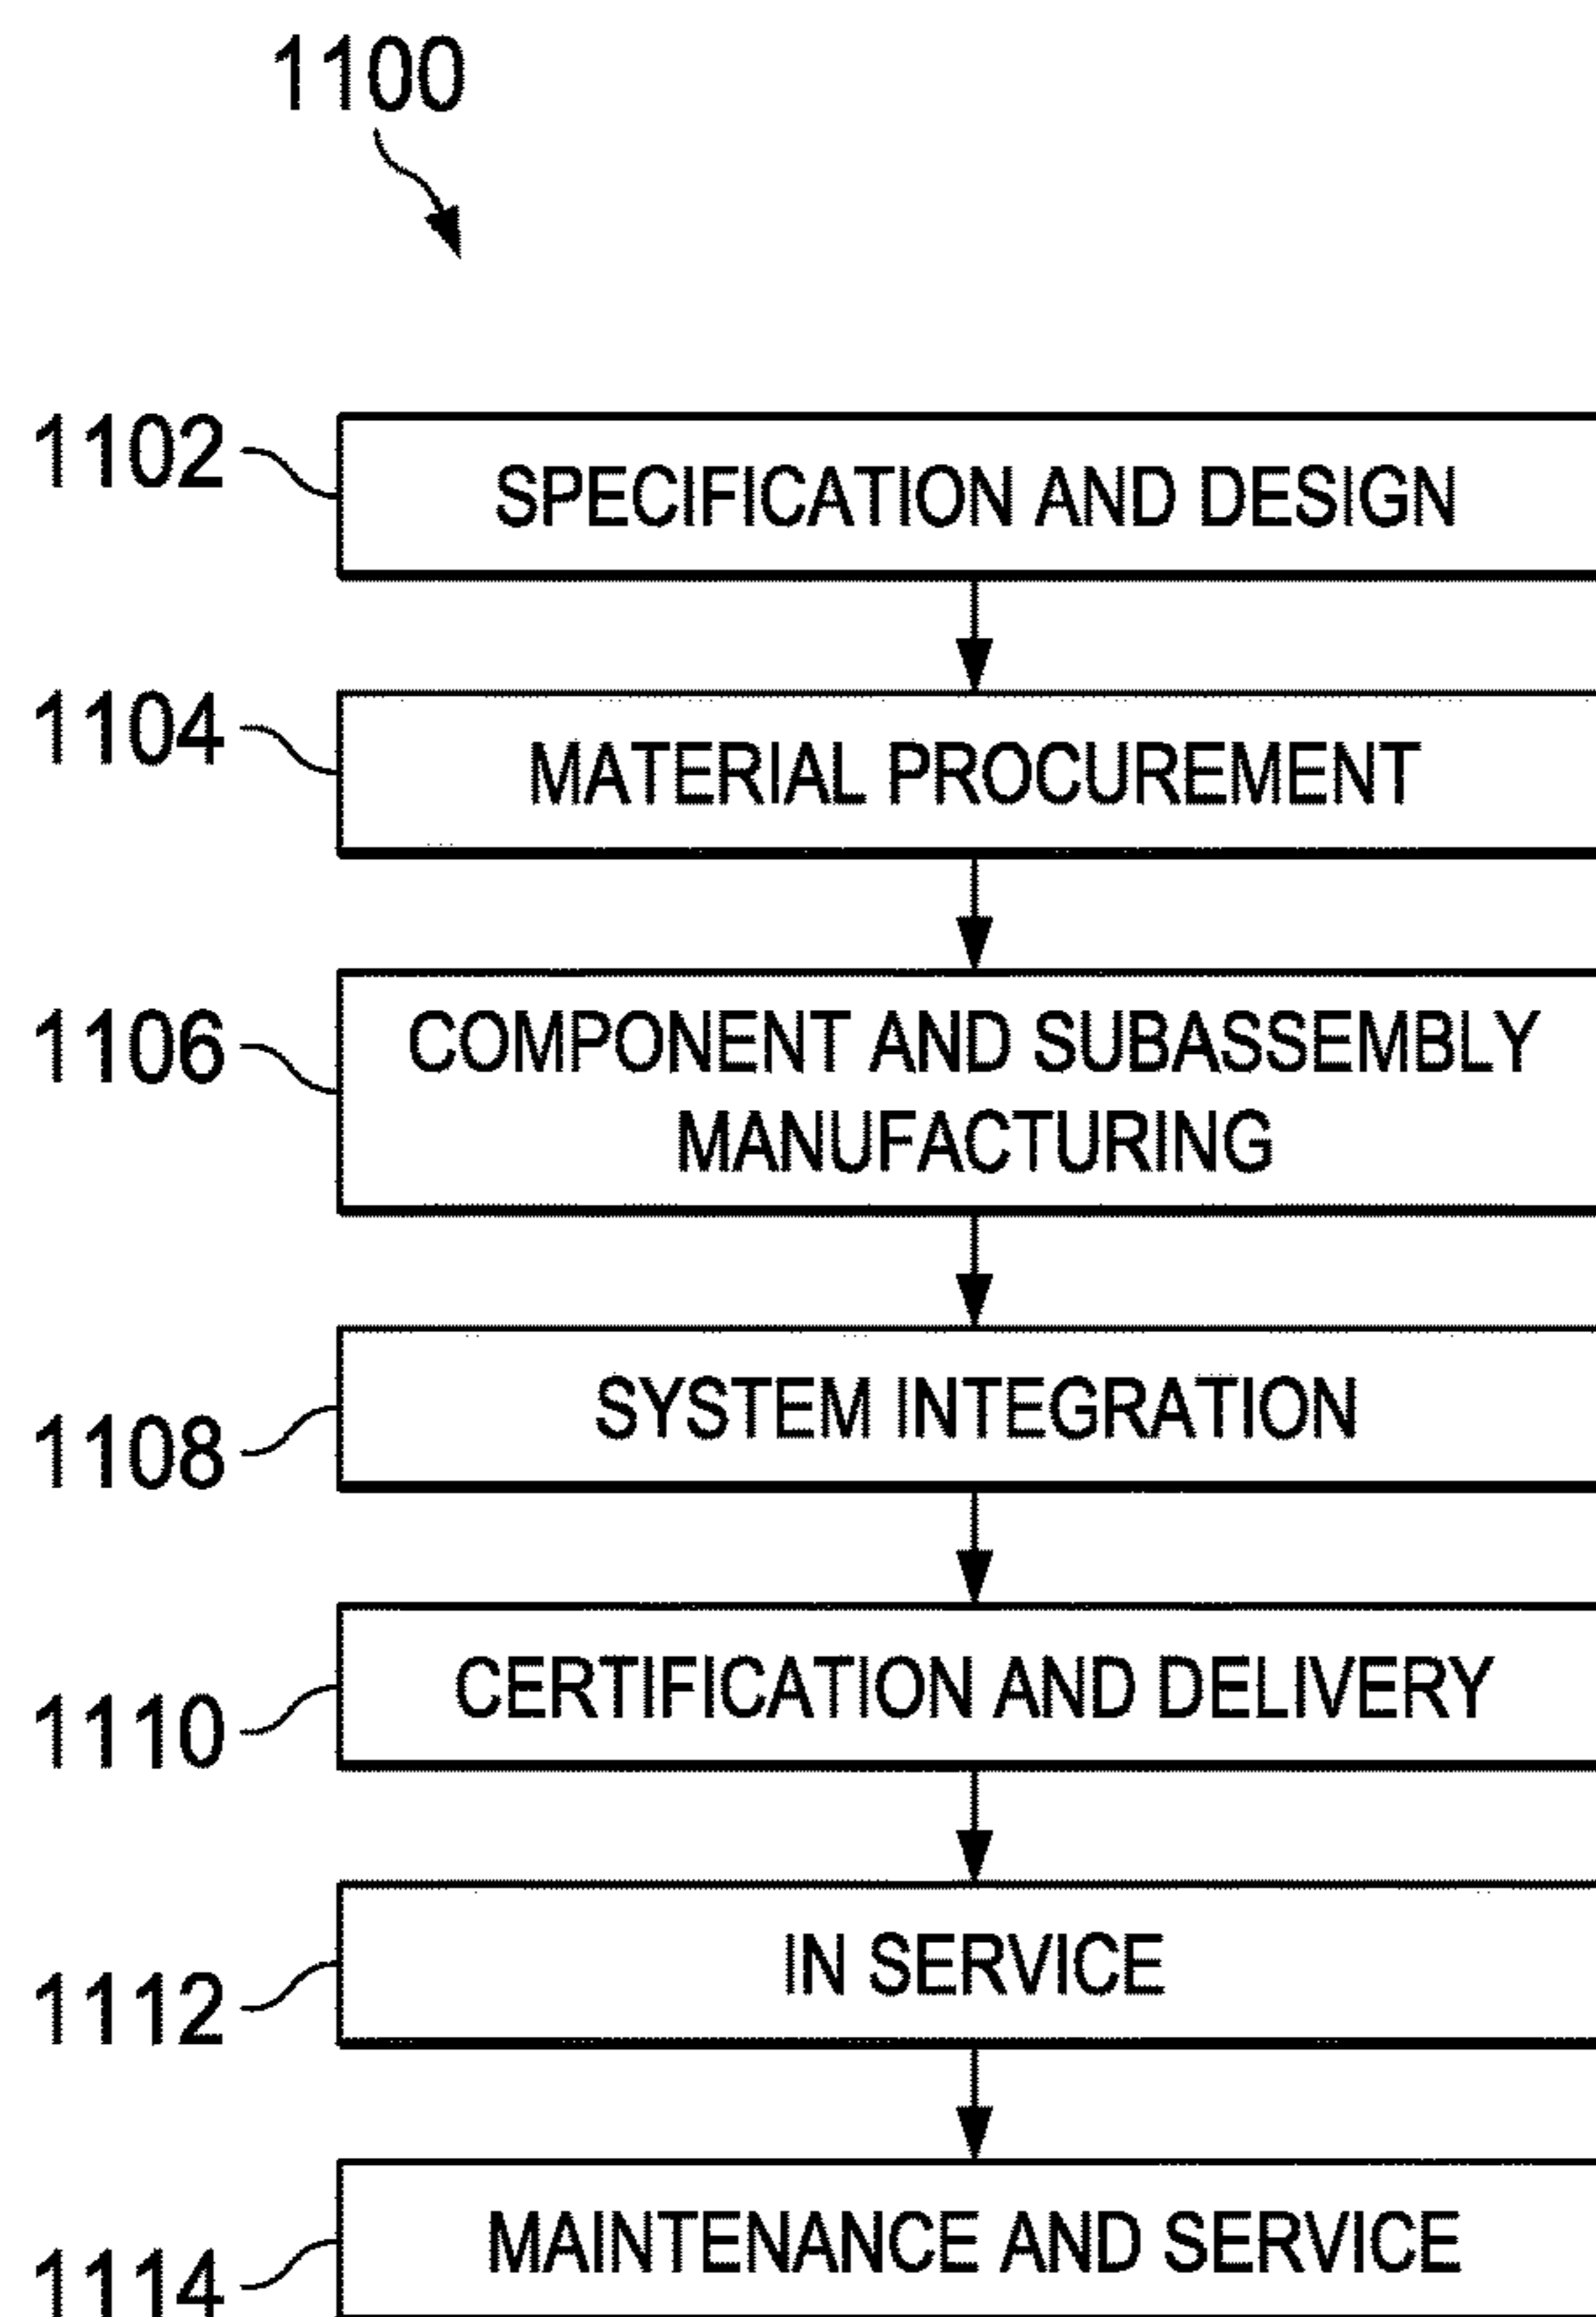 1100
1102
SPECIFICATION AND DESIGN
1104
MATERIAL PROCUREMENT
1106
COMPONENT AND SUBASSEMBLY
MANUFACTURING
1108
SYSTEM INTEGRATION
1110
CERTIFICATION AND DELIVERY
1112
IN SERVICE
1114
MAINTENANCE AND SERVICE